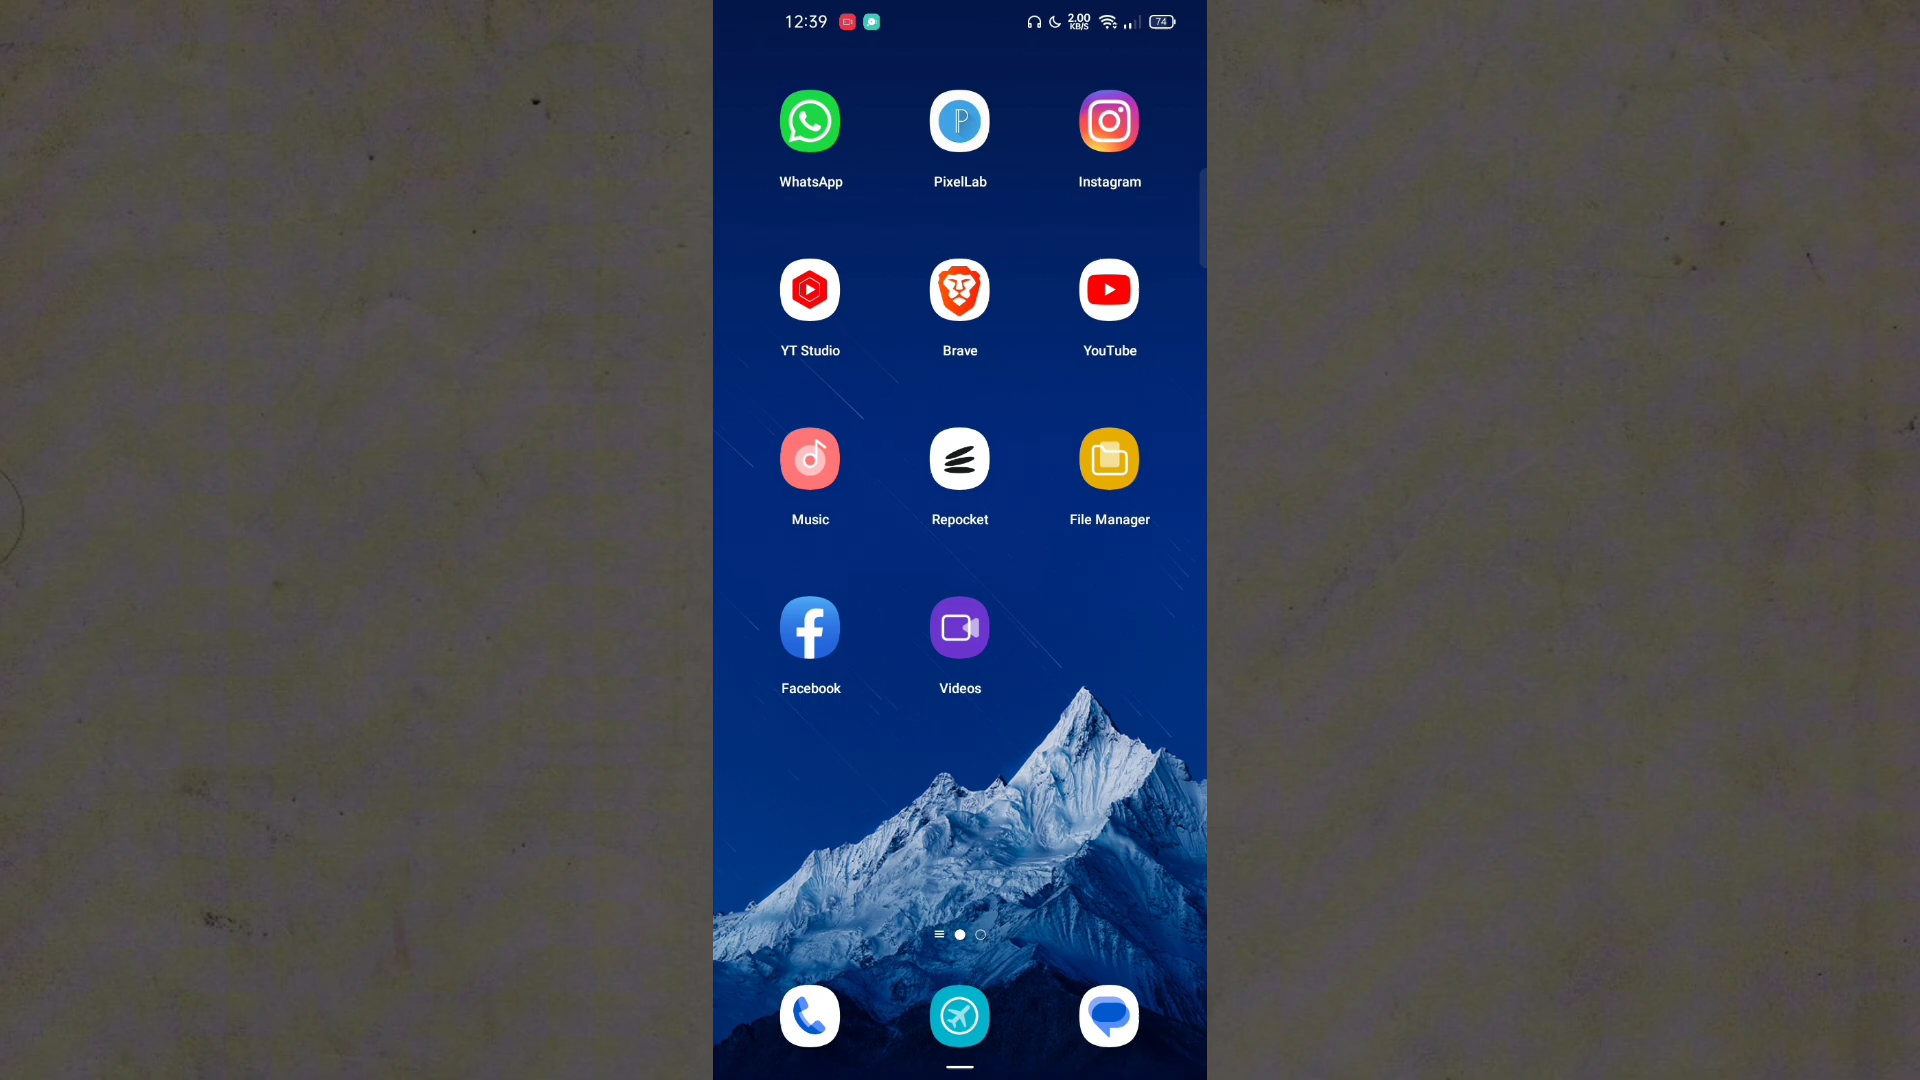 12:39 2.00 KB/S 74
WhatsApp PixelLab Instagram
YT Studio Brave YouTube
Music Repocket File Manager
Facebook Videos